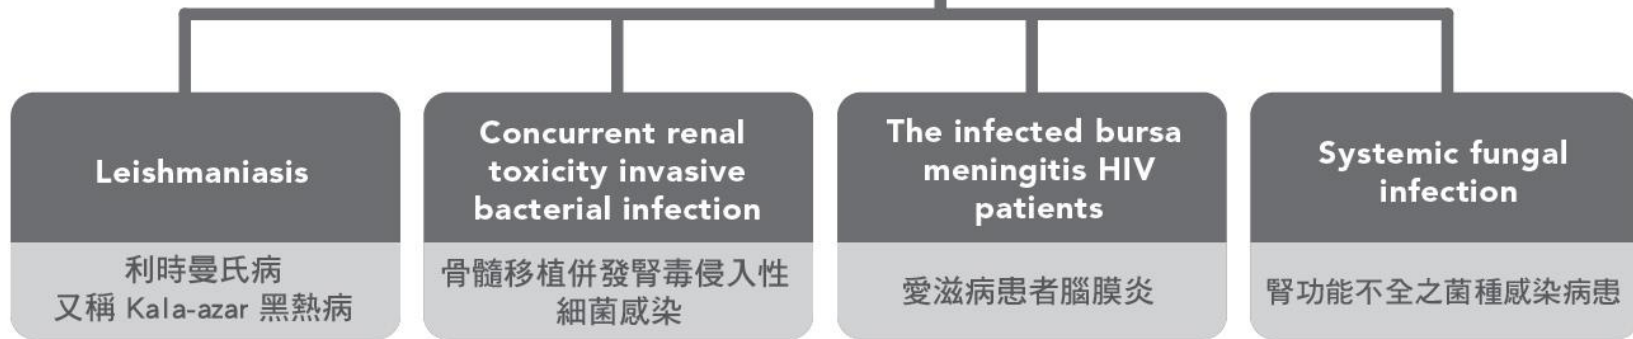 Leishmaniasis
利時曼氏病
又稱 Kala-azar 黑熱病
Concurrent renal
toxicity invasive
bacterial infection
骨髓移植併發腎毒侵入性
細菌感染
The infected bursa
meningitis HIV
patients
愛滋病患者腦膜炎
Systemic fungal
infection
腎功能不全之菌種感染病患